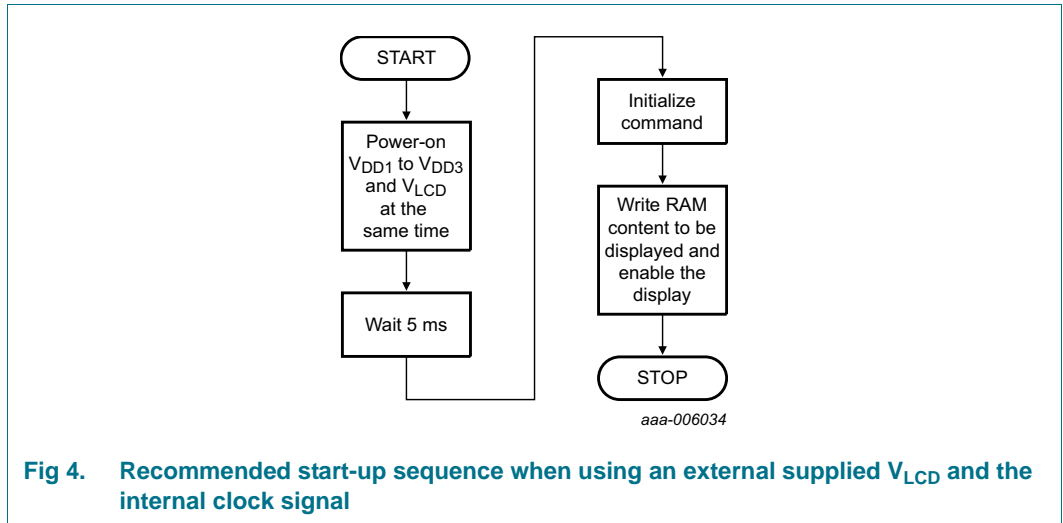 START
Power-on
VDD1 to VDD3
and VLCD
at the
same time
Wait 5 ms
Initialize
command
Write RAM
content to be
displayed and
enable the
display
STOP
aaa-006034
Fig 4. Recommended start-up sequence when using an external supplied VLCD and the
internal clock signal